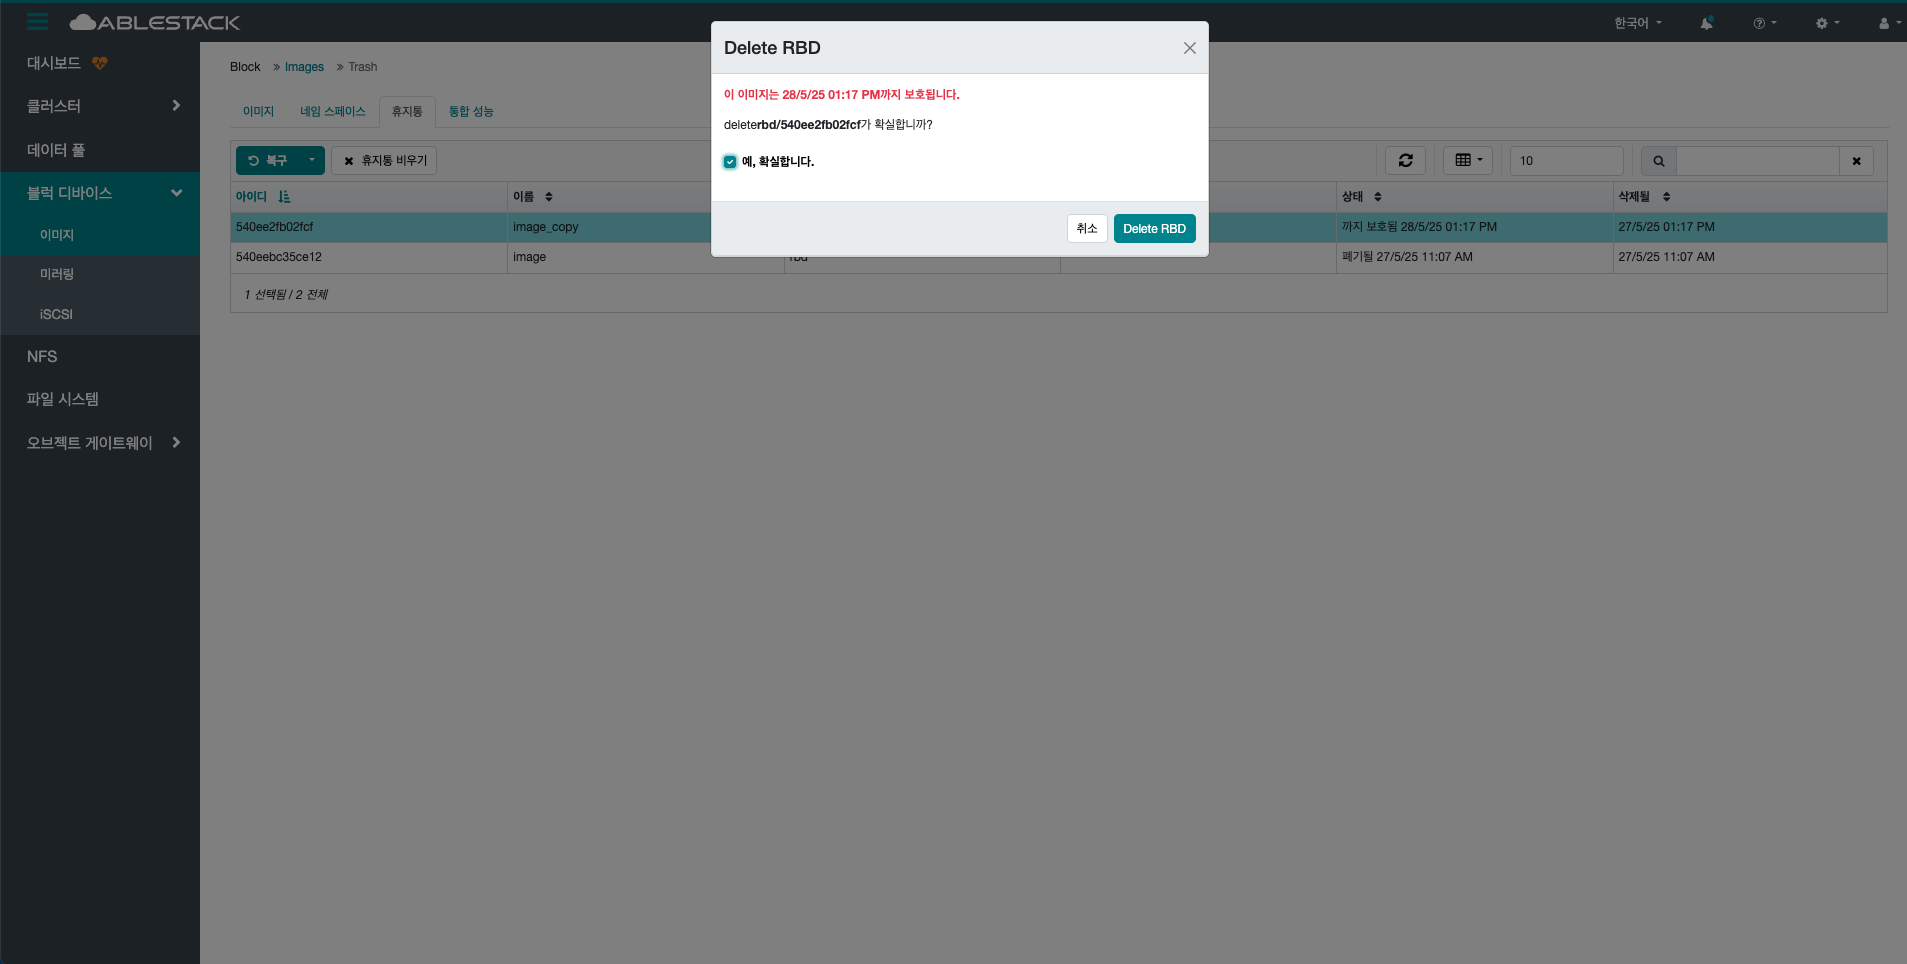 ABLESTACK
한국어
대시보드
클러스터
데이터 풀
블럭 디바이스
이미지
미러링
iSCSI
NFS
파일 시스템
오브젝트 게이트웨이
Block » Images » Trash
이미지 네임 스페이스 휴지통 통합 성능
복구 휴지통 비우기 10
아이디 이름 상태 삭제될
540ee2fb02fcf image_copy 까지 보호됨 28/5/25 01:17 PM 27/5/25 01:17 PM
540eebc35ce12 image rbd 폐기될 27/5/25 11:07 AM 27/5/25 11:07 AM
1 선택됨 / 2 전체
Delete RBD
이 이미지는 28/5/25 01:17 PM까지 보호됩니다.
deleterbd/540ee2fb02fcf가 확실합니까?
예, 확실합니다.
취소 Delete RBD